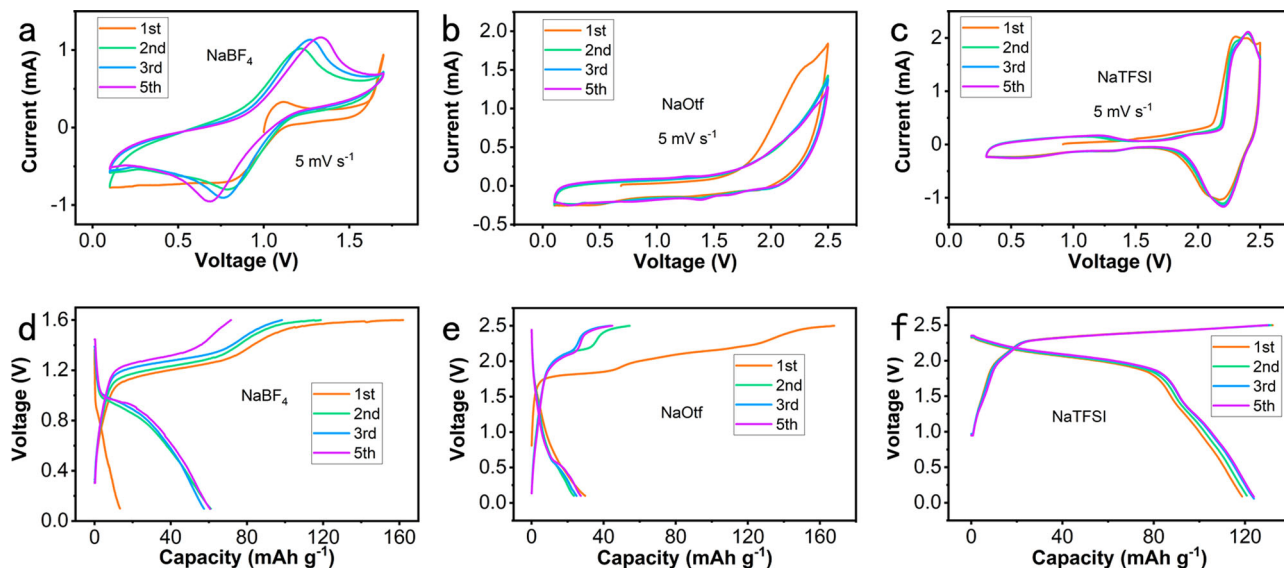 a
1st
2nd
3rd
5th
NaBF4
5 mV s-1
Current (mA)
1
0
-1
0.0 0.5 1.0 1.5
Voltage (V)
b
1st
2nd
3rd
5th
NaOtf
5 mV s-1
Current (mA)
2.0
1.5
1.0
0.5
0.0
-0.5
0.0 0.5 1.0 1.5 2.0 2.5
Voltage (V)
c
1st
2nd
3rd
5th
NaTFSI
5 mV s-1
Current (mA)
2
1
0
-1
0.0 0.5 1.0 1.5 2.0 2.5
Voltage (V)
d
NaBF4
1st
2nd
3rd
5th
Voltage (V)
1.6
1.2
0.8
0.4
0.0
0 40 80 120 160
Capacity (mAh g-1)
e
1st
2nd
3rd
5th
NaOtf
Voltage (V)
2.5
2.0
1.5
1.0
0.5
0.0
0 40 80 120 160
Capacity (mAh g-1)
f
1st
2nd
3rd
5th
NaTFSI
Voltage (V)
2.5
2.0
1.5
1.0
0.5
0.0
0 30 60 90 120
Capacity (mAh g-1)